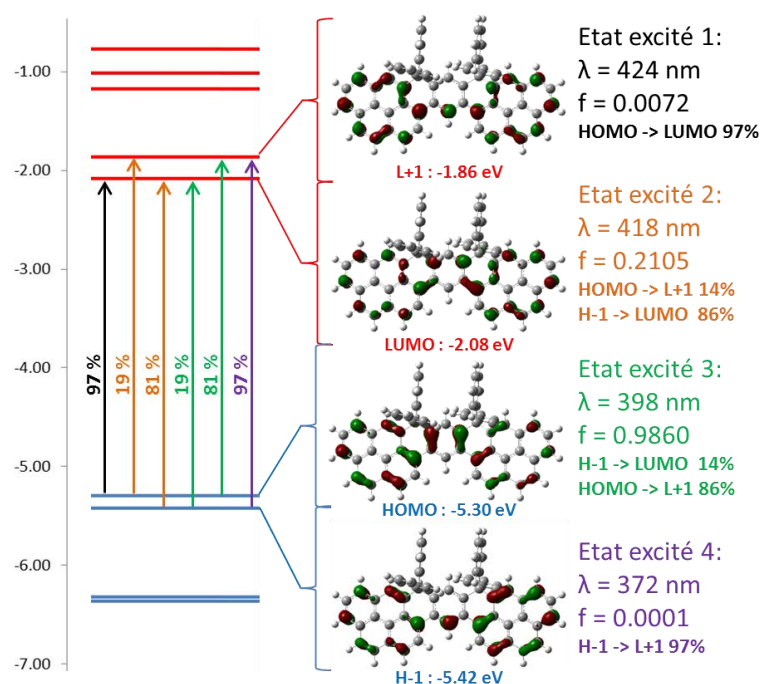 -1.00
-2.00
-3.00
-4.00
-5.00
-6.00
-7.00
97 %
19 %
81 %
19 %
81 %
97 %
L+1 : -1.86 eV
LUMO : -2.08 eV
HOMO : -5.30 eV
H-1 : -5.42 eV
Etat excité 1:
λ = 424 nm
f = 0.0072
HOMO -> LUMO 97%
Etat excité 2:
λ = 418 nm
f = 0.2105
HOMO -> L+1 14%
H-1 -> LUMO 86%
Etat excité 3:
λ = 398 nm
f = 0.9860
H-1 -> LUMO 14%
HOMO -> L+1 86%
Etat excité 4:
λ = 372 nm
f = 0.0001
H-1 -> L+1 97%